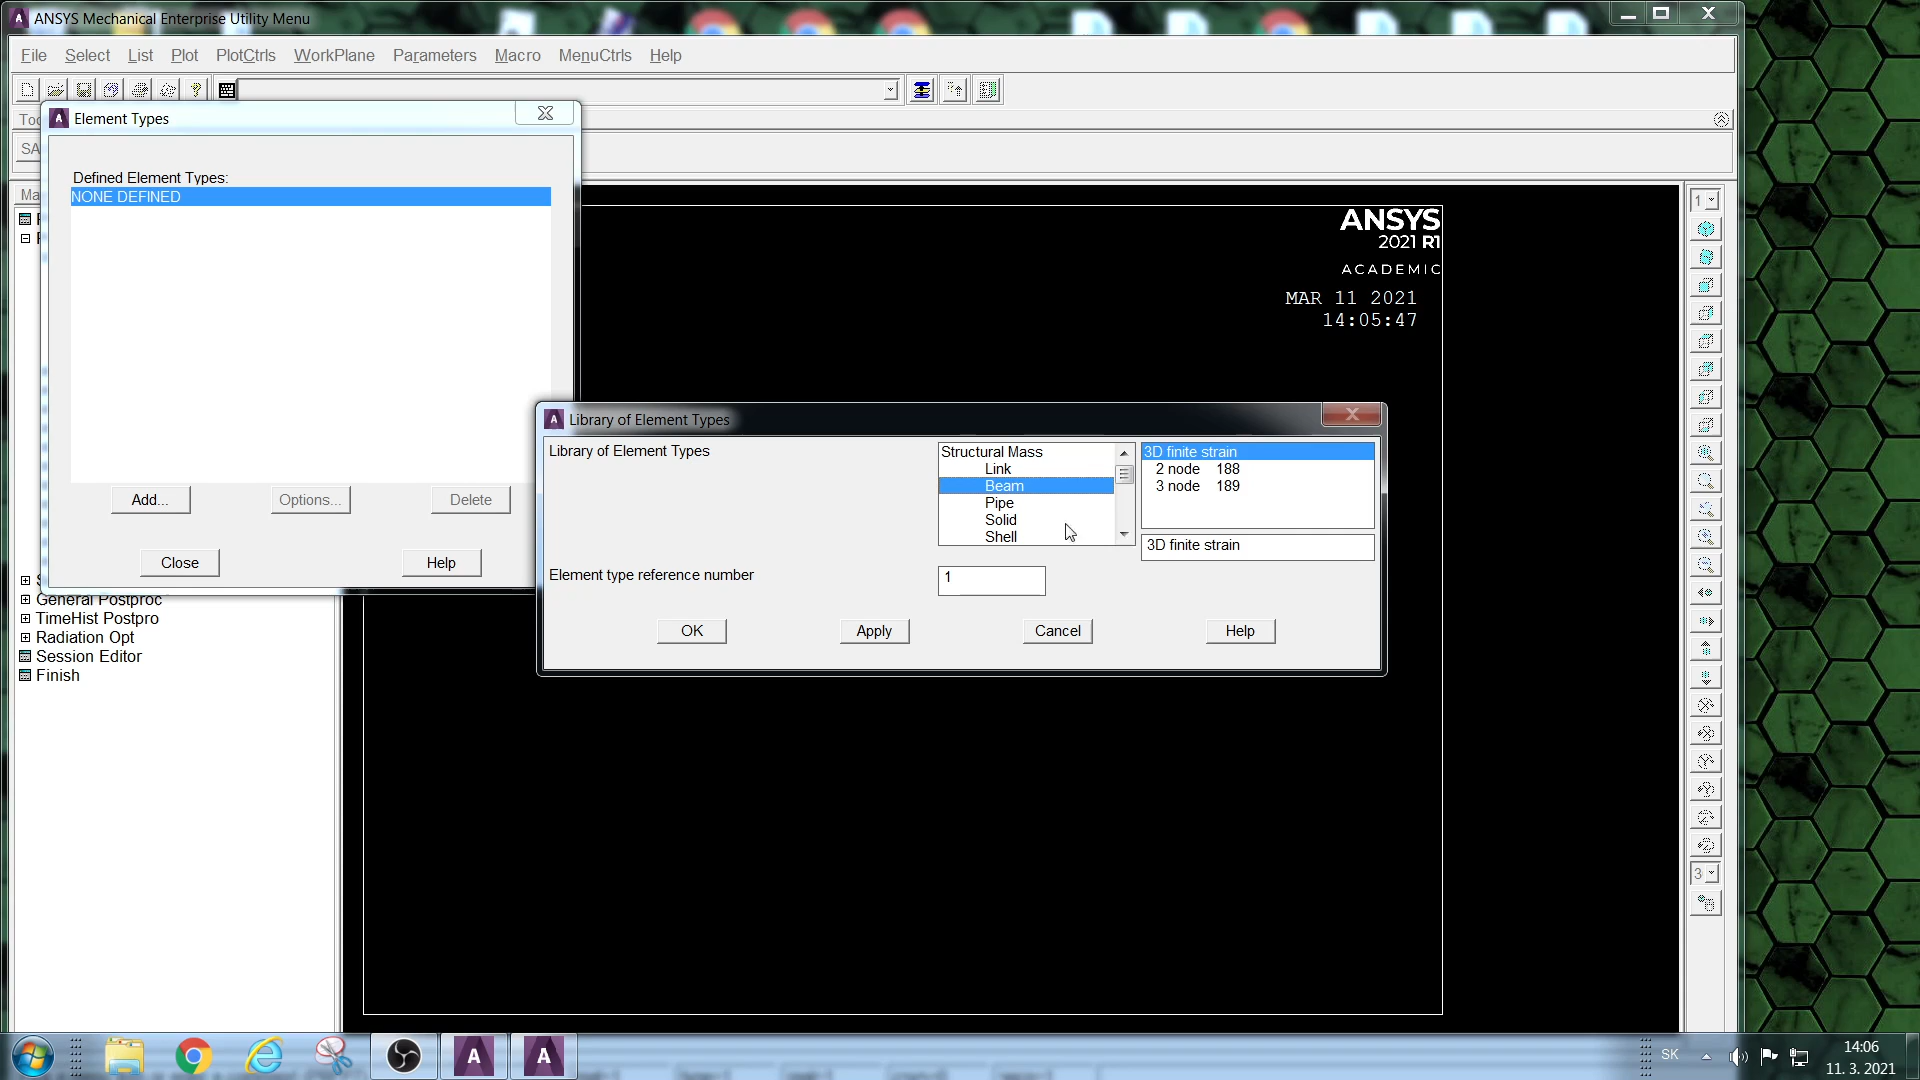 ANSYS Mechanical Enterprise Utility Menu
File Select List Plot PlotCtrls WorkPlane Parameters Macro MenuCtrls Help
Element Types
Defined Element Types:
NONE DEFINED
Add... Options... Delete
Close Help
ANSYS
2021 R1
ACADEMIC
MAR 11 2021
14:05:47
1
Library of Element Types
Library of Element Types
Structural Mass
Link
Beam
Pipe
Solid
Shell
3D finite strain
2 node 188
3 node 189
3D finite strain
Element type reference number
1
OK Apply Cancel Help
General Postproc
TimeHist Postpro
Radiation Opt
Session Editor
Finish
3
SK
14:06
11. 3. 2021